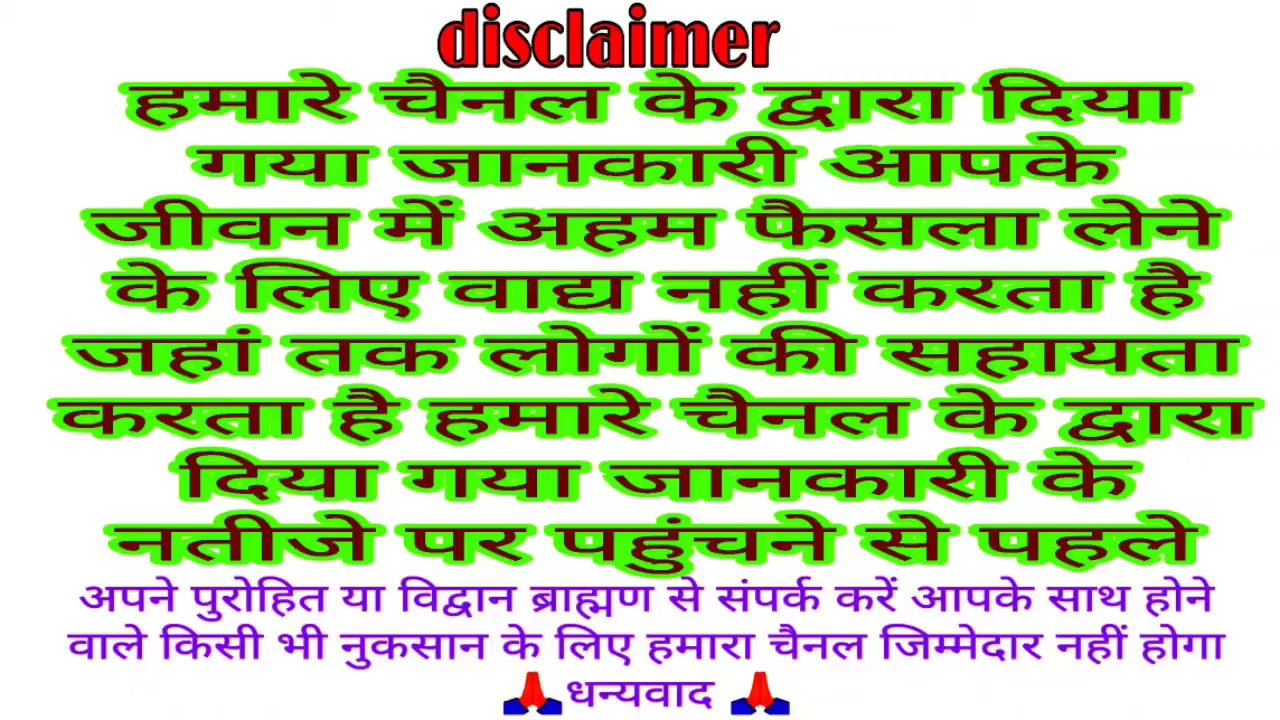 disclaimer
हमारे चैनल के द्वारा दिया
गया जानकारी आपके
जीवन में अहम फैसला लेने
के लिए वाद्य नहीं करता है
जहां तक लोगों की सहायता
करता है हमारे चैनल के द्वारा
दिया गया जानकारी के
नतीजे पर पहुंचने से पहले
अपने पुरोहित या विद्वान ब्राह्मण से संपर्क करें आपके साथ होने
वाले किसी भी नुकसान के लिए हमारा चैनल जिम्मेदार नहीं होगा
🙏धन्यवाद 🙏